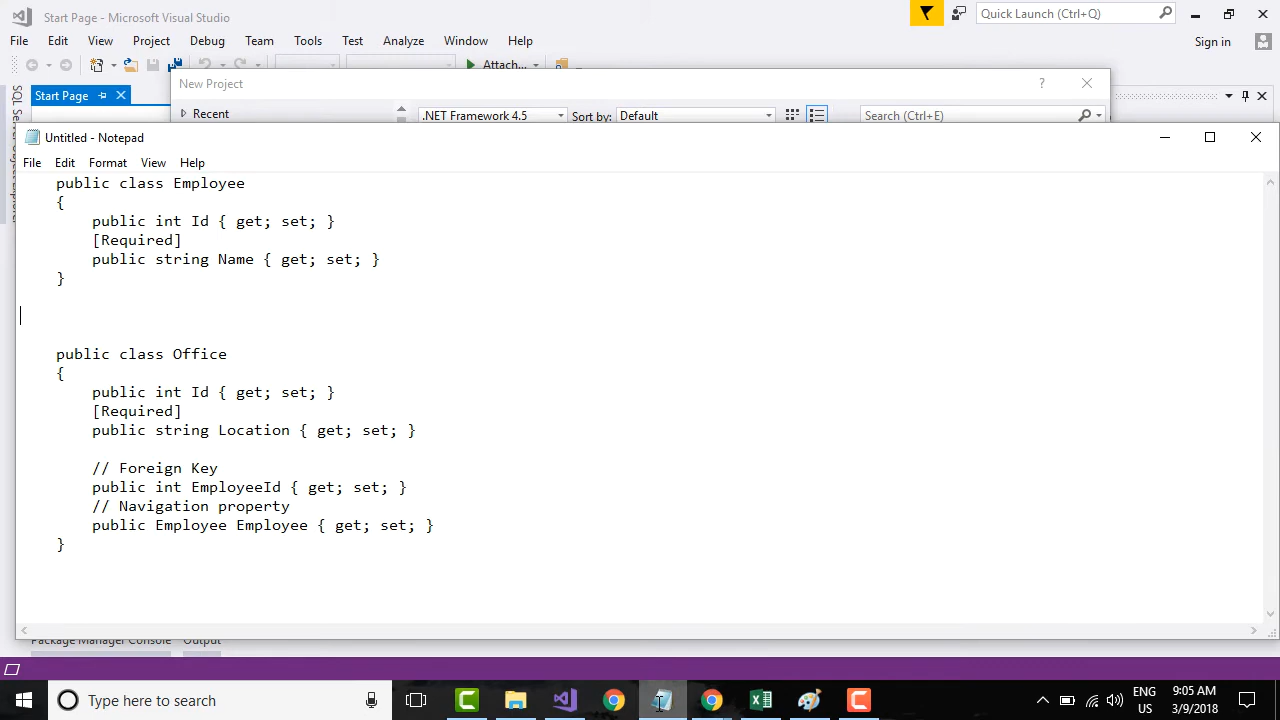 Start Page - Microsoft Visual Studio
Quick Launch (Ctrl+Q)
File Edit View Project Debug Team Tools Test Analyze Window Help
Sign in
Attach...
Start Page
New Project
?
Recent
.NET Framework 4.5
Sort by:
Default
Search (Ctrl+E)
Untitled - Notepad
File Edit Format View Help
public class Employee
{
public int Id { get; set; }
[Required]
public string Name { get; set; }
}
public class Office
{
public int Id { get; set; }
[Required]
public string Location { get; set; }
// Foreign Key
public int EmployeeId { get; set; }
// Navigation property
public Employee Employee { get; set; }
}
Package Manager Console
Output
Type here to search
ENG
US
9:05 AM
3/9/2018